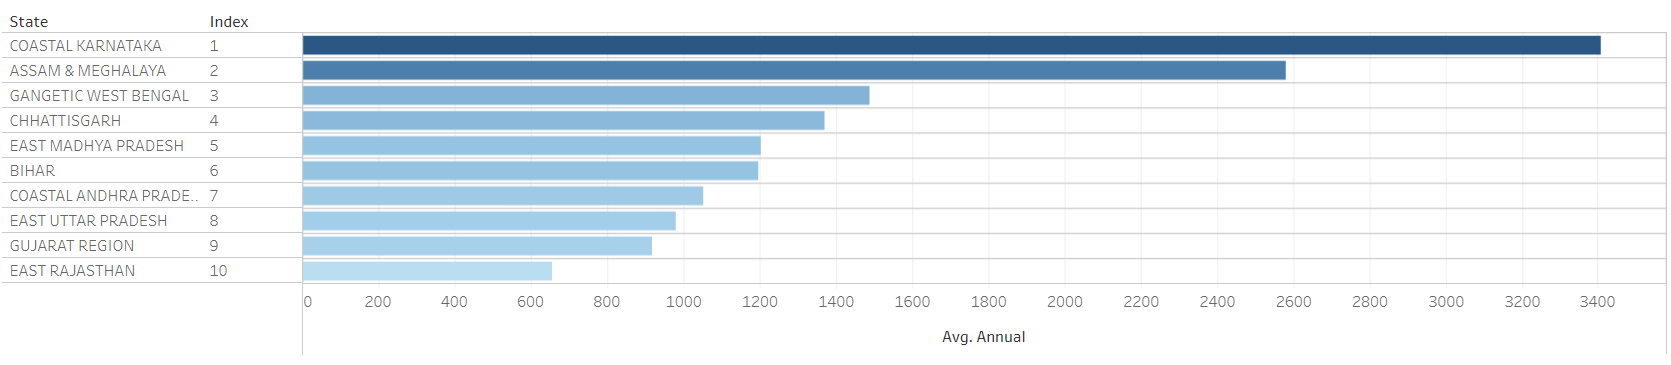 State Index
COASTAL KARNATAKA 1
ASSAM & MEGHALAYA 2
GANGETIC WEST BENGAL 3
CHHATTISGARH 4
EAST MADHYA PRADESH 5
BIHAR 6
COASTAL ANDHRA PRADE.. 7
EAST UTTAR PRADESH 8
GUJARAT REGION 9
EAST RAJASTHAN 10
0 200 400 600 800 1000 1200 1400 1600 1800 2000 2200 2400 2600 2800 3000 3200 3400
Avg. Annual